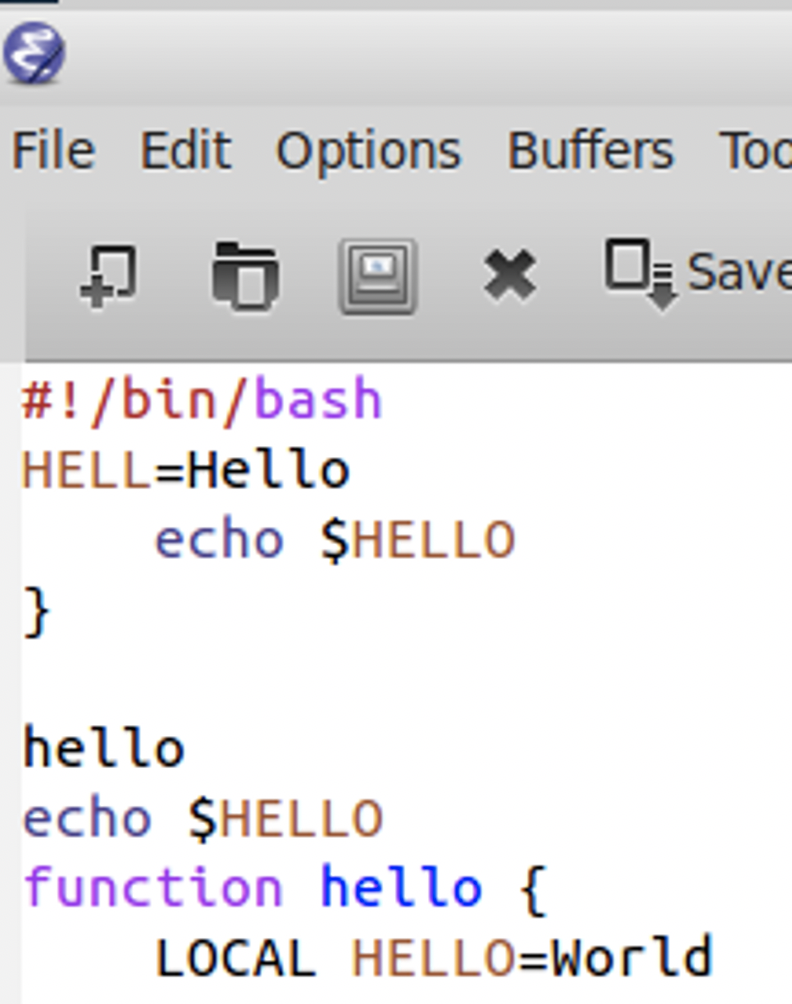 File Edit Options Buffers Too
Save
#!/bin/bash
HELL=Hello
    echo $HELLO
}

hello
echo $HELLO
function hello {
    LOCAL HELLO=World